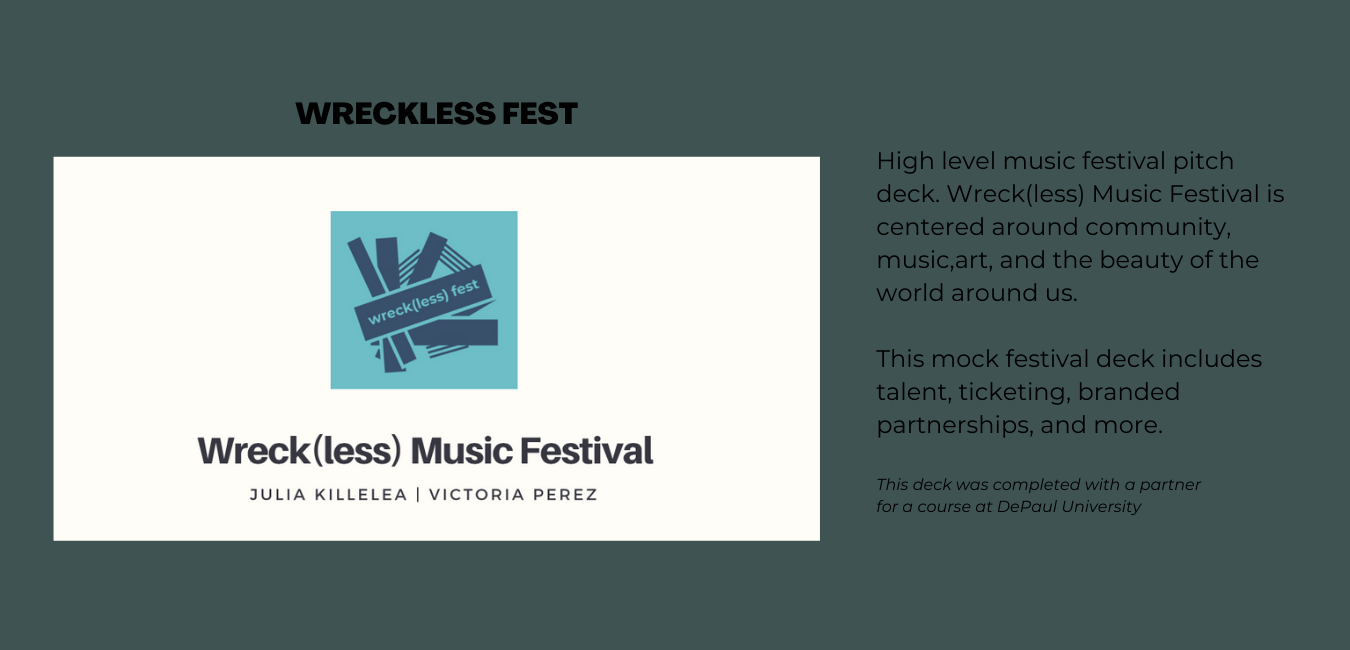 WRECKLESS FEST
wreck(less) fest
Wreck(less) Music Festival
JULIA KILLELEA | VICTORIA PEREZ
High level music festival pitch
deck. Wreck(less) Music Festival is
centered around community,
music,art, and the beauty of the
world around us.
This mock festival deck includes
talent, ticketing, branded
partnerships, and more.
This deck was completed with a partner
for a course at DePaul University